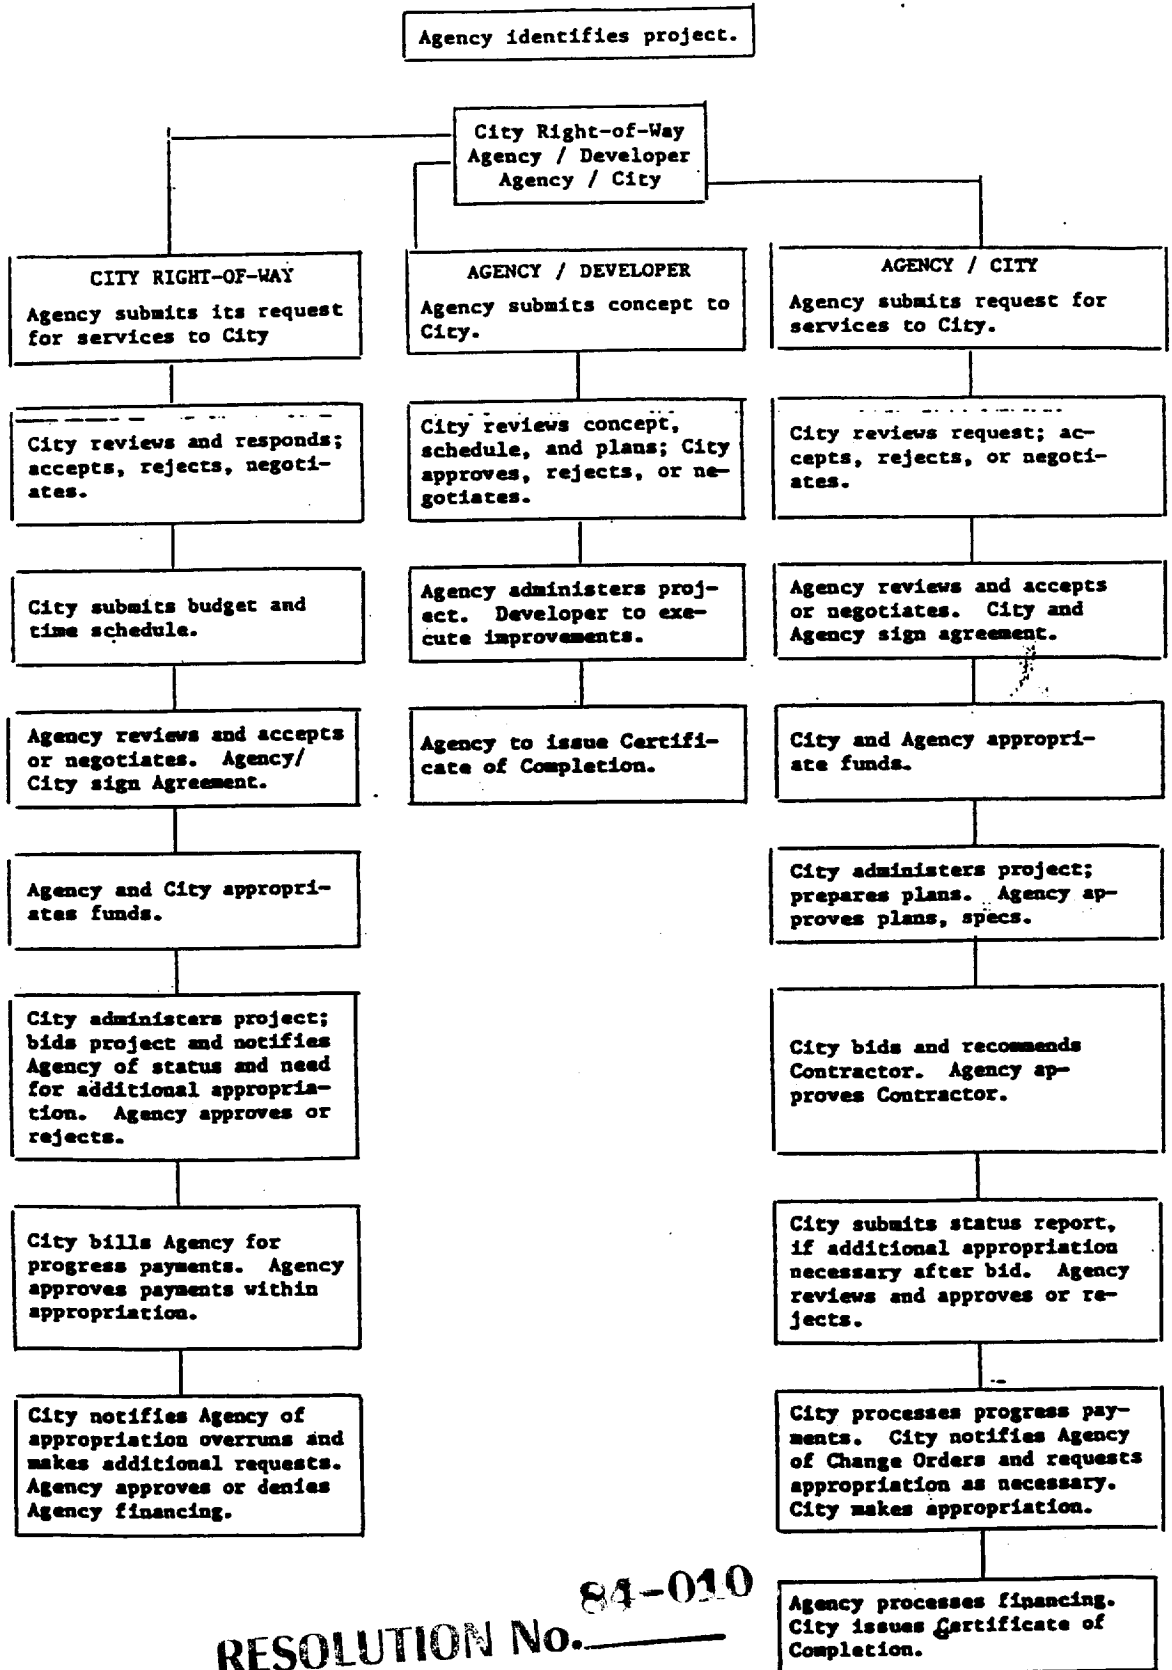 Agency identifies project.
City Right-of-Way
Agency / Developer
Agency / City
CITY RIGHT-OF-WAY
Agency submits its request
for services to City
City reviews and responds;
accepts, rejects, negoti-
ates.
City submits budget and
time schedule.
Agency reviews and accepts
or negotiates. Agency/
City sign Agreement.
Agency and City appropri-
ates funds.
City administers project;
bids project and notifies
Agency of status and need
for additional appropria-
tion. Agency approves or
rejects.
City bills Agency for
progress payments. Agency
approves payments within
appropriation.
City notifies Agency of
appropriation overruns and
makes additional requests.
Agency approves or denies
Agency financing.
AGENCY / DEVELOPER
Agency submits concept to
City.
City reviews concept,
schedule, and plans; City
approves, rejects, or ne-
gotiates.
Agency administers proj-
ect. Developer to exe-
cute improvements.
Agency to issue Certifi-
cate of Completion.
AGENCY / CITY
Agency submits request for
services to City.
City reviews request; ac-
cepts, rejects, or negoti-
ates.
Agency reviews and accepts
or negotiates. City and
Agency sign agreement.
City and Agency appropri-
ate funds.
City administers project;
prepares plans. Agency ap-
proves plans, specs.
City bids and recommends
Contractor. Agency ap-
proves Contractor.
City submits status report,
if additional appropriation
necessary after bid. Agency
reviews and approves or re-
jects.
City processes progress pay-
ments. City notifies Agency
of Change Orders and requests
appropriation as necessary.
City makes appropriation.
Agency processes financing.
City issues Certificate of
Completion.
RESOLUTION No. 84-010